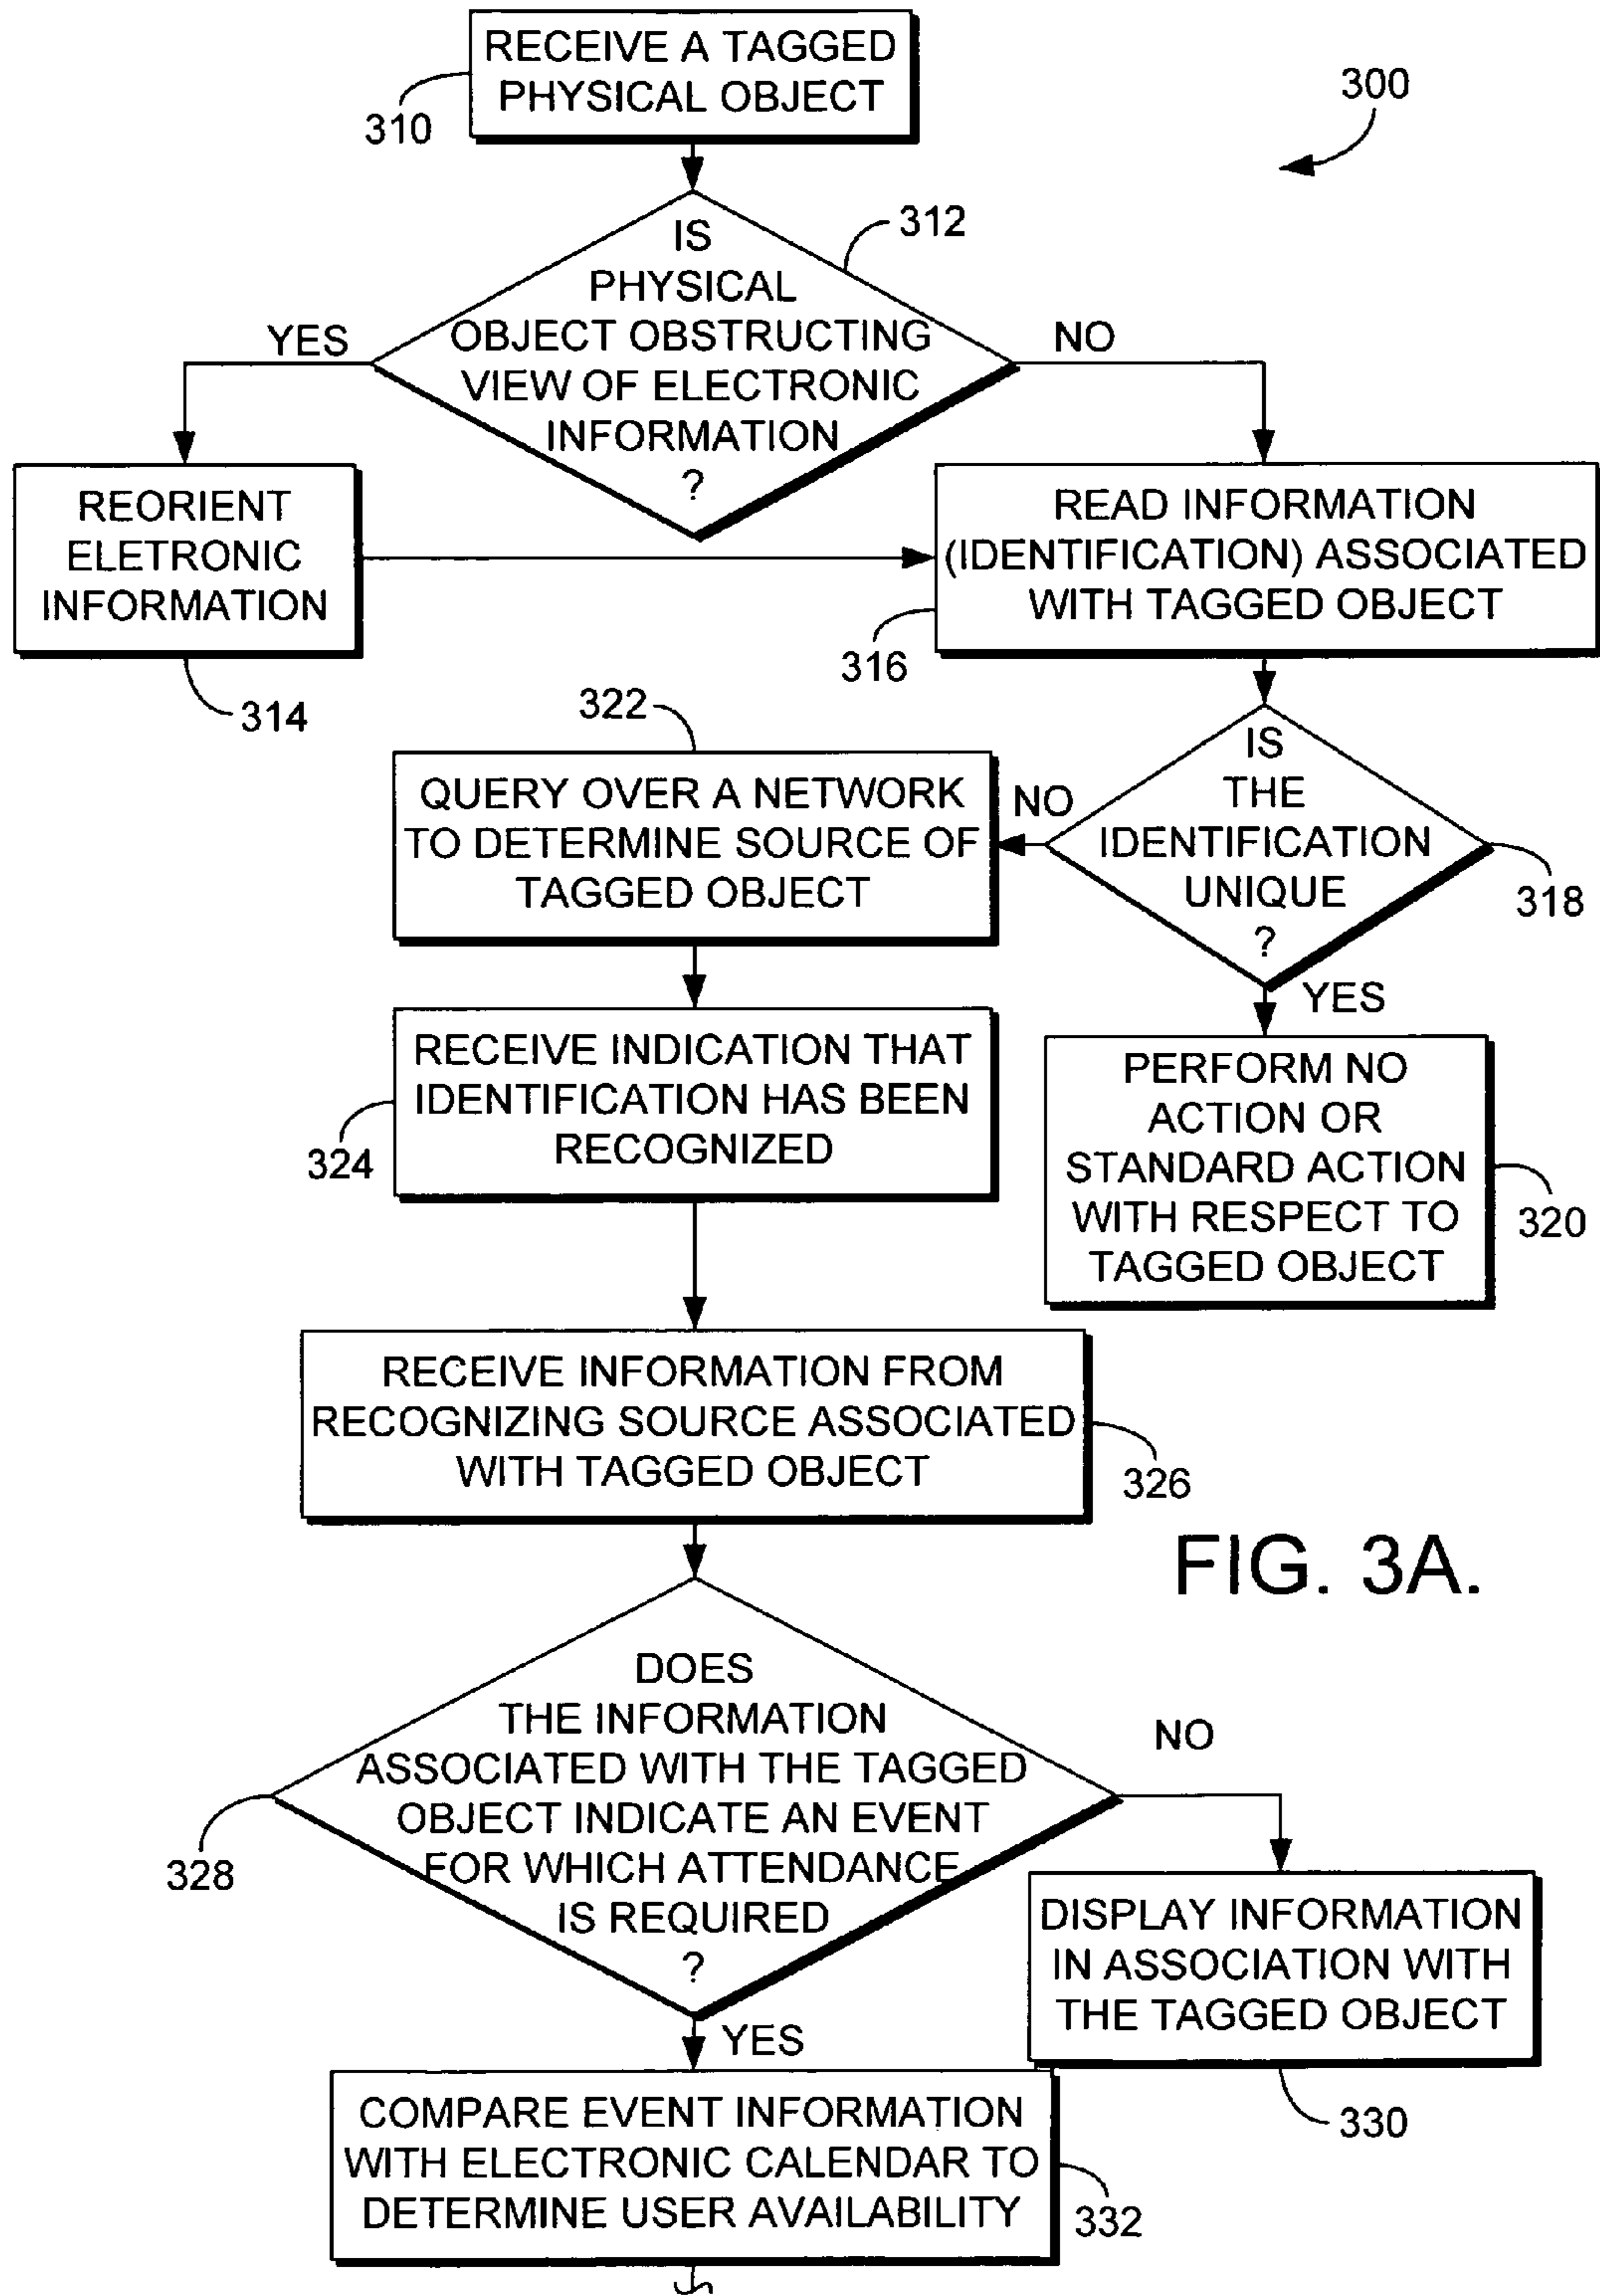 RECEIVE A TAGGED
PHYSICAL OBJECT
310
300
IS
PHYSICAL
OBJECT OBSTRUCTING
VIEW OF ELECTRONIC
INFORMATION
?
312
YES
NO
REORIENT
ELETRONIC
INFORMATION
314
READ INFORMATION
(IDENTIFICATION) ASSOCIATED
WITH TAGGED OBJECT
316
IS
THE
IDENTIFICATION
UNIQUE
?
318
NO
YES
322
QUERY OVER A NETWORK
TO DETERMINE SOURCE OF
TAGGED OBJECT
PERFORM NO
ACTION OR
STANDARD ACTION
WITH RESPECT TO
TAGGED OBJECT
320
RECEIVE INDICATION THAT
IDENTIFICATION HAS BEEN
RECOGNIZED
324
RECEIVE INFORMATION FROM
RECOGNIZING SOURCE ASSOCIATED
WITH TAGGED OBJECT
326
FIG. 3A.
DOES
THE INFORMATION
ASSOCIATED WITH THE TAGGED
OBJECT INDICATE AN EVENT
FOR WHICH ATTENDANCE
IS REQUIRED
?
328
NO
YES
DISPLAY INFORMATION
IN ASSOCIATION WITH
THE TAGGED OBJECT
330
COMPARE EVENT INFORMATION
WITH ELECTRONIC CALENDAR TO
DETERMINE USER AVAILABILITY
332